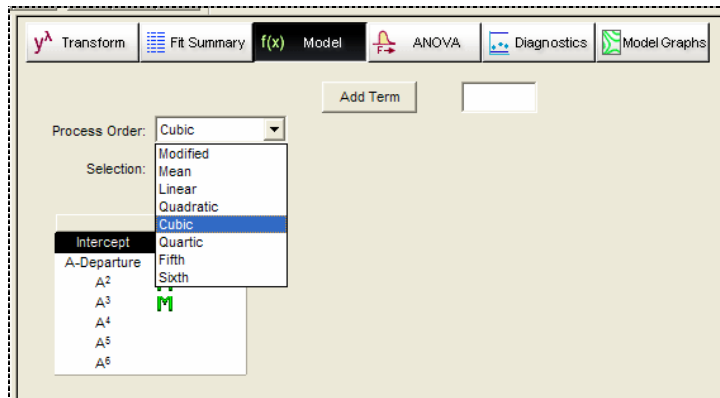 yλ Transform Fit Summary f(x) Model F ANOVA Diagnostics Model Graphs
Add Term
Process Order: Cubic
Selection:
Modified
Mean
Linear
Quadratic
Cubic
Quartic
Fifth
Sixth
Intercept
A-Departure
A²
A³ M
A⁴
A⁵
A⁶